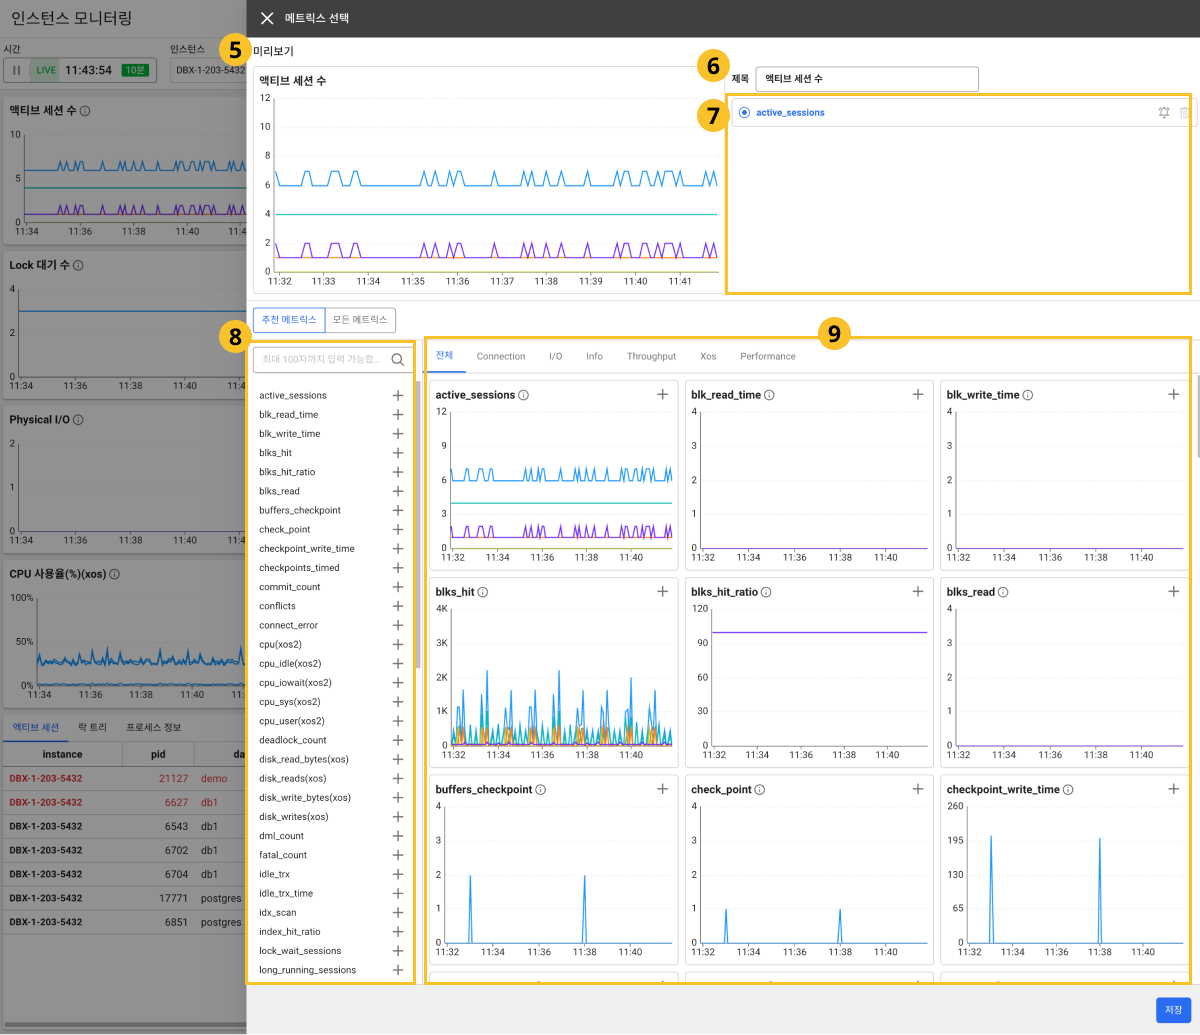 인스턴스 모니터링
시간
인스턴스
LIVE 11:43:54 10분
DBX-1-203-5432
액티브 세션 수
10
5
0
11:34 11:36 11:38 11:40 11:42
Lock 대기 수
4
2
0
11:34 11:36 11:38 11:40 11:42
Physical I/O
2
1
0
11:34 11:36 11:38 11:40 11:42
CPU 사용율(%)(xos)
100%
50%
0%
11:34 11:36 11:38 11:40
액티브 세션 락 트리 프로세스 정보
instance pid da
DBX-1-203-5432 21127 demo
DBX-1-203-5432 6627 db1
DBX-1-203-5432 6543 db1
DBX-1-203-5432 6702 db1
DBX-1-203-5432 6704 db1
DBX-1-203-5432 17771 postgres
DBX-1-203-5432 6851 postgres
메트릭스 선택
5
미리보기
액티브 세션 수
12
10
8
6
4
2
0
11:32 11:33 11:34 11:35 11:36 11:37 11:38 11:39 11:40 11:41
6
제목 액티브 세션 수
7
active_sessions
추천 메트릭스 모든 메트릭스
8
최대 100자까지 입력 가능합...
active_sessions
blk_read_time
blk_write_time
blks_hit
blks_hit_ratio
blks_read
buffers_checkpoint
check_point
checkpoint_write_time
checkpoints_timed
commit_count
conflicts
connect_error
cpu(xos2)
cpu_idle(xos2)
cpu_iowait(xos2)
cpu_sys(xos2)
cpu_user(xos2)
deadlock_count
disk_read_bytes(xos)
disk_reads(xos)
disk_write_bytes(xos)
disk_writes(xos)
dml_count
fatal_count
idle_trx
idle_trx_time
idx_scan
index_hit_ratio
lock_wait_sessions
long_running_sessions
9
전체 Connection I/O Info Throughput Xos Performance
active_sessions
12
9
6
3
0
11:32 11:34 11:36 11:38 11:40
blk_read_time
4
3
2
1
0
11:32 11:34 11:36 11:38 11:40
blk_write_time
4
3
2
1
0
11:32 11:34 11:36 11:38 11:40
blks_hit
4K
3K
2K
1K
0
11:32 11:34 11:36 11:38 11:40
blks_hit_ratio
120
90
60
30
0
11:32 11:34 11:36 11:38 11:40
blks_read
4
3
2
1
0
11:32 11:34 11:36 11:38 11:40
buffers_checkpoint
4
3
2
1
0
11:32 11:34 11:36 11:38 11:40
check_point
4
3
2
1
0
11:32 11:34 11:36 11:38 11:40
checkpoint_write_time
260
195
130
65
0
11:32 11:34 11:36 11:38 11:40
저장